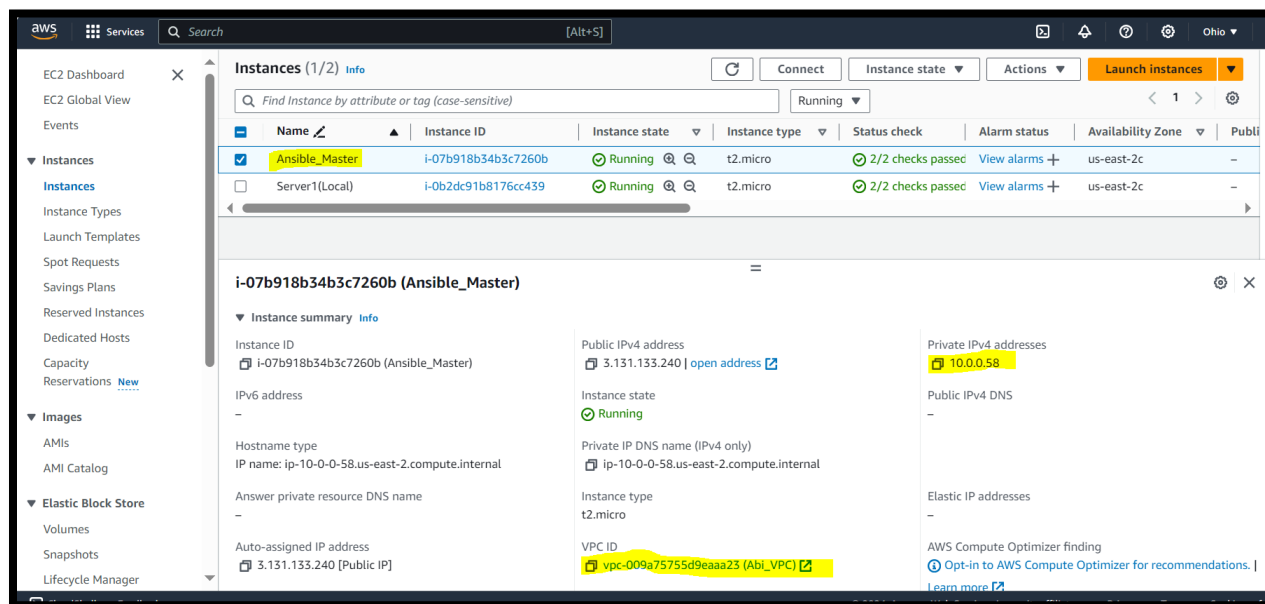 aws Services Search [Alt+S] Ohio
EC2 Dashboard
EC2 Global View
Events
Instances
Instances
Instance Types
Launch Templates
Spot Requests
Savings Plans
Reserved Instances
Dedicated Hosts
Capacity
Reservations New
Images
AMIs
AMI Catalog
Elastic Block Store
Volumes
Snapshots
Lifecycle Manager
Instances (1/2) Info Connect Instance state Actions Launch instances
Find Instance by attribute or tag (case-sensitive) Running 1
Name Instance ID Instance state Instance type Status check Alarm status Availability Zone Publi
Ansible_Master i-07b918b34b3c7260b Running t2.micro 2/2 checks passed View alarms + us-east-2c –
Server1(Local) i-0b2dc91b8176cc439 Running t2.micro 2/2 checks passed View alarms + us-east-2c –
i-07b918b34b3c7260b (Ansible_Master)
Instance summary Info
Instance ID Public IPv4 address Private IPv4 addresses
i-07b918b34b3c7260b (Ansible_Master) 3.131.133.240 | open address 10.0.0.58
IPv6 address Instance state Public IPv4 DNS
– Running –
Hostname type Private IP DNS name (IPv4 only)
IP name: ip-10-0-0-58.us-east-2.compute.internal ip-10-0-0-58.us-east-2.compute.internal
Answer private resource DNS name Instance type Elastic IP addresses
– t2.micro –
Auto-assigned IP address VPC ID AWS Compute Optimizer finding
3.131.133.240 [Public IP] vpc-009a75755d9eaaa23 (Abi_VPC) Opt-in to AWS Compute Optimizer for recommendations. |
Learn more